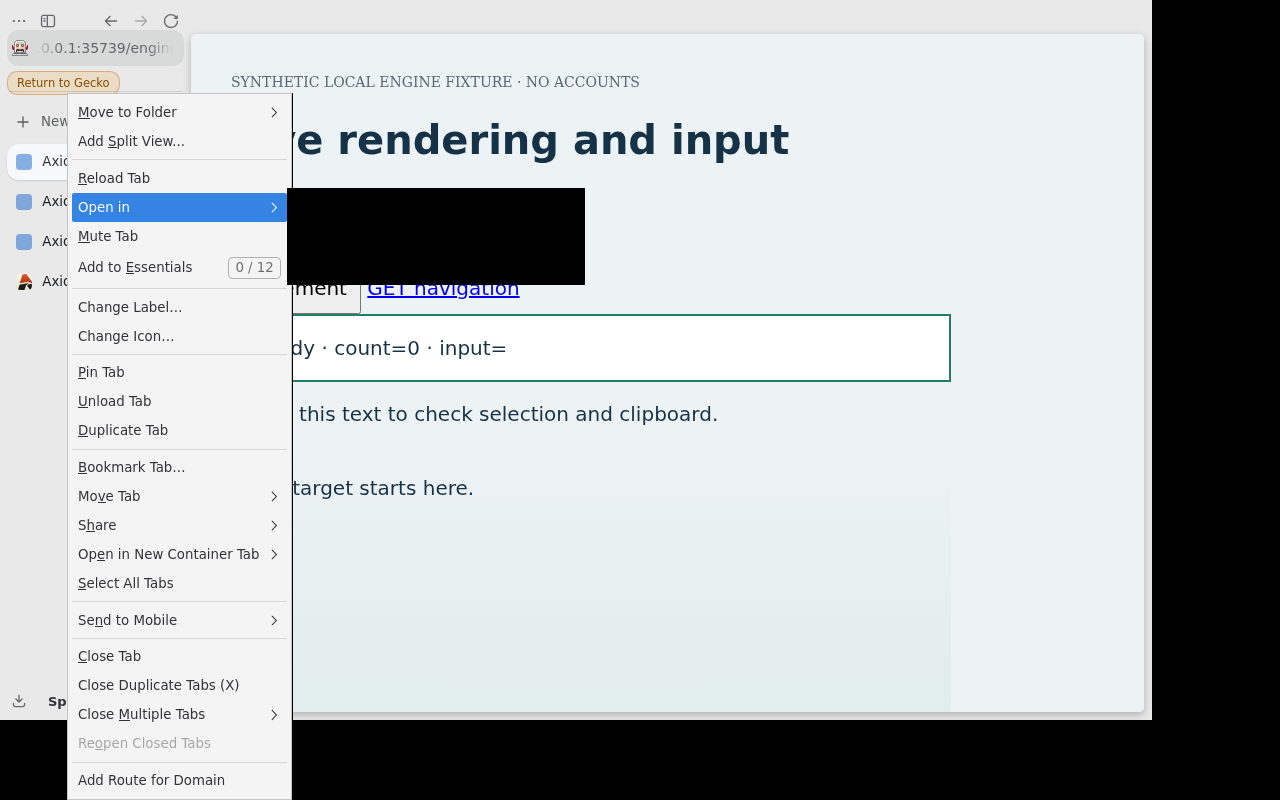 0.0.1:35739/engin
Return to Gecko
New
Axio
Axio
Axio
Axio
Sp
Move to Folder
Add Split View...
Reload Tab
Open in
Mute Tab
Add to Essentials 0 / 12
Change Label...
Change Icon...
Pin Tab
Unload Tab
Duplicate Tab
Bookmark Tab...
Move Tab
Share
Open in New Container Tab
Select All Tabs
Send to Mobile
Close Tab
Close Duplicate Tabs (X)
Close Multiple Tabs
Reopen Closed Tabs
Add Route for Domain
SYNTHETIC LOCAL ENGINE FIXTURE · NO ACCOUNTS
ve rendering and input
ment GET navigation
dy · count=0 · input=
this text to check selection and clipboard.
target starts here.